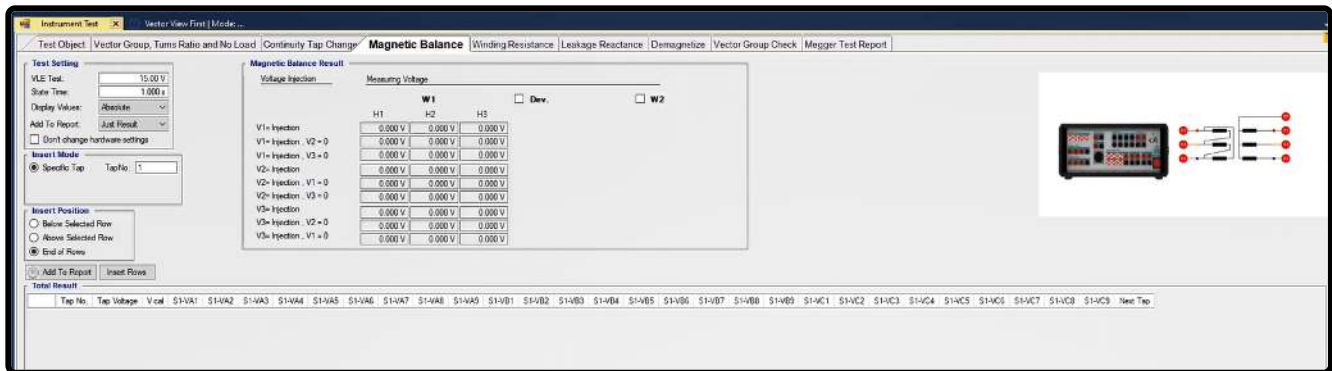 Instrument Test X Vector View First | Mode: ...
Test Object Vector Group, Turns Ratio and No Load Continuity Tap Change Magnetic Balance Winding Resistance Leakage Reactance Demagnetize Vector Group Check Megger Test Report
Test Setting
VLE Test: 15.00 V
State Time: 1.000 s
Display Values: Absolute
Add To Report: Just Result
Don't change hardware settings
Insert Mode
Specific Tap TapNo. 1
Insert Position
Below Selected Row
Above Selected Row
End of Rows
Add To Report Insert Rows
Magnetic Balance Result
Voltage Injection Measuring Voltage
W1 Dev. W2
H1 H2 H3
V1= Injection 0.000 V 0.000 V 0.000 V
V1= Injection , V2 = 0 0.000 V 0.000 V 0.000 V
V1= Injection , V3 = 0 0.000 V 0.000 V 0.000 V
V2= Injection 0.000 V 0.000 V 0.000 V
V2= Injection , V1 = 0 0.000 V 0.000 V 0.000 V
V2= Injection , V3 = 0 0.000 V 0.000 V 0.000 V
V3= Injection 0.000 V 0.000 V 0.000 V
V3= Injection , V2 = 0 0.000 V 0.000 V 0.000 V
V3= Injection , V1 = 0 0.000 V 0.000 V 0.000 V
Total Result
Tap No. Tap Voltage V cal S1-VA1 S1-VA2 S1-VA3 S1-VA4 S1-VA5 S1-VA6 S1-VA7 S1-VA8 S1-VA9 S1-VB1 S1-VB2 S1-VB3 S1-VB4 S1-VB5 S1-VB6 S1-VB7 S1-VB8 S1-VB9 S1-VC1 S1-VC2 S1-VC3 S1-VC4 S1-VC5 S1-VC6 S1-VC7 S1-VC8 S1-VC9 Next Tap